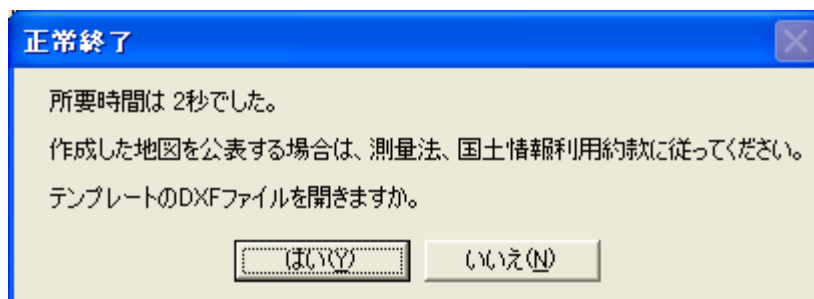 正常終了
所要時間は 2秒でした。
作成した地図を公表する場合は、測量法、国土情報利用約款に従ってください。
テンプレートのDXFファイルを開きますか。
はい(Y) いいえ(N)